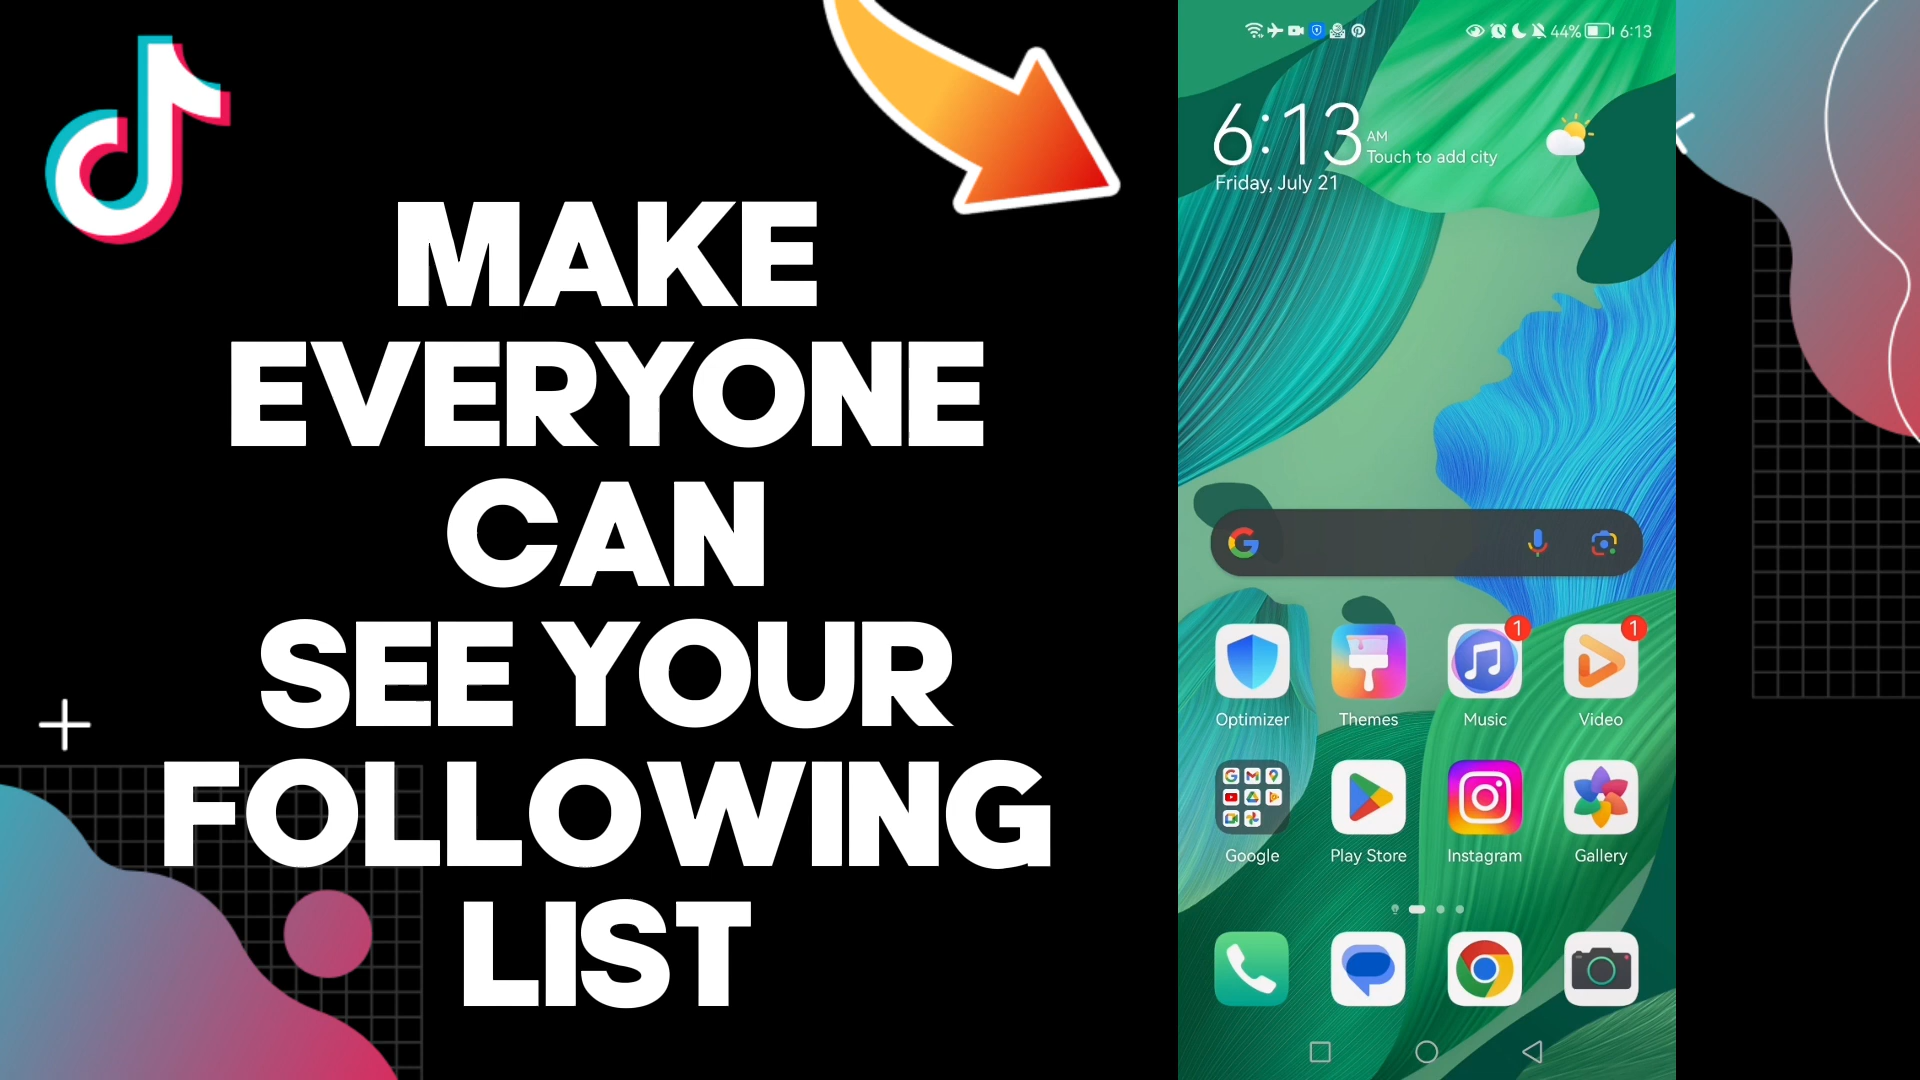 MAKE
EVERYONE
CAN
SEE YOUR
FOLLOWING
LIST
44% 6:13
6:13 AM
Touch to add city
Friday, July 21
1 1
Optimizer Themes Music Video
Google Play Store Instagram Gallery